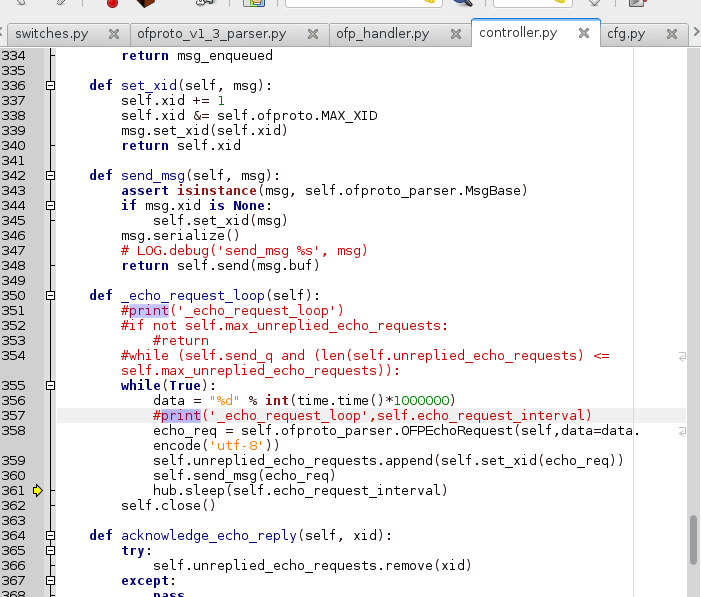 switches.py ofproto_v1_3_parser.py ofp_handler.py controller.py cfg.py
334 return msg_enqueued
335
336 def set_xid(self, msg):
337 self.xid += 1
338 self.xid &= self.ofproto.MAX_XID
339 msg.set_xid(self.xid)
340 return self.xid
341
342 def send_msg(self, msg):
343 assert isinstance(msg, self.ofproto_parser.MsgBase)
344 if msg.xid is None:
345 self.set_xid(msg)
346 msg.serialize()
347 # LOG.debug('send_msg %s', msg)
348 return self.send(msg.buf)
349
350 def _echo_request_loop(self):
351 #print('_echo_request_loop')
352 #if not self.max_unreplied_echo_requests:
353 #return
354 #while (self.send_q and (len(self.unreplied_echo_requests) <=
self.max_unreplied_echo_requests)):
355 while(True):
356 data = "%d" % int(time.time()*1000000)
357 #print('_echo_request_loop',self.echo_request_interval)
358 echo_req = self.ofproto_parser.OFPEchoRequest(self,data=data.
encode('utf-8'))
359 self.unreplied_echo_requests.append(self.set_xid(echo_req))
360 self.send_msg(echo_req)
361 hub.sleep(self.echo_request_interval)
362 self.close()
363
364 def acknowledge_echo_reply(self, xid):
365 try:
366 self.unreplied_echo_requests.remove(xid)
367 except:
368 pass